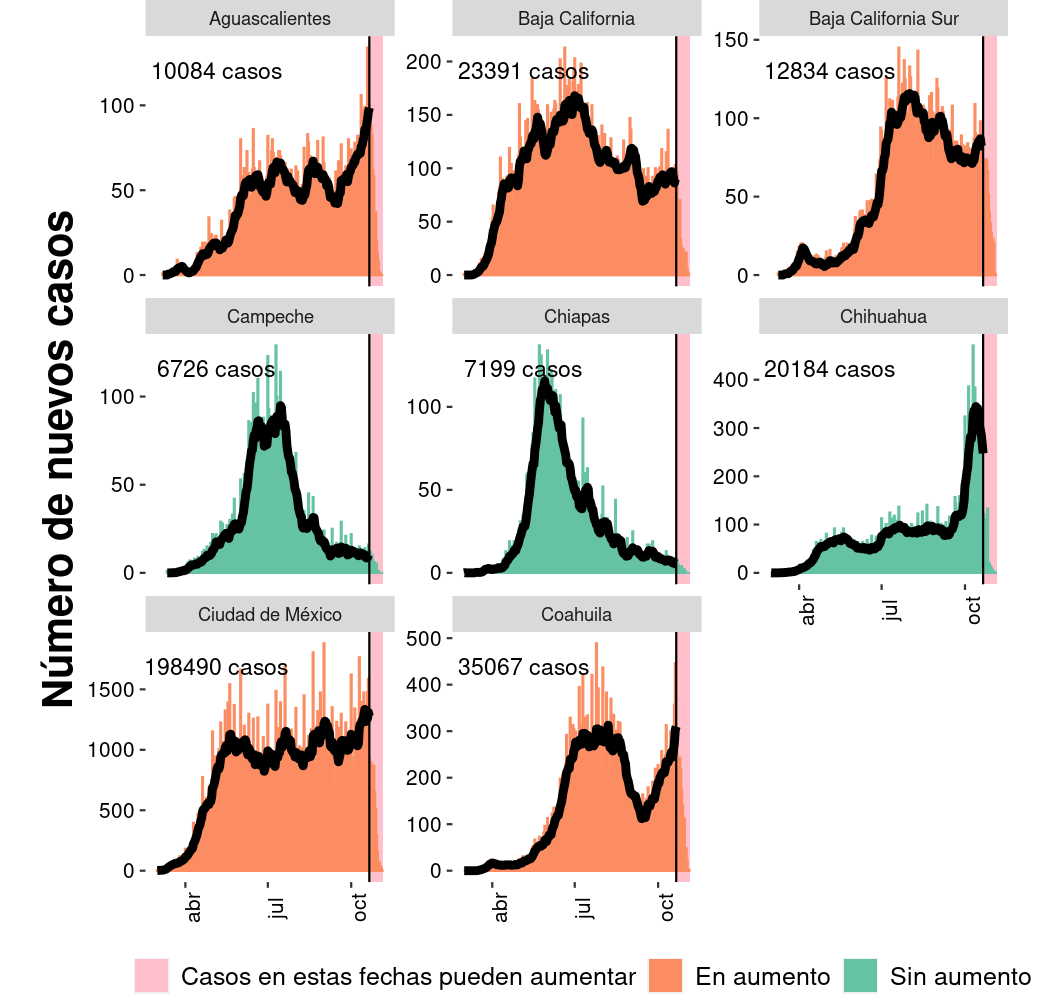 Número de nuevos casos
Aguascalientes
Baja California
Baja California Sur
10084 casos
23391 casos
12834 casos
100
50
0
200
150
100
50
0
150
100
50
0
Campeche
Chiapas
Chihuahua
6726 casos
7199 casos
20184 casos
100
50
0
100
50
0
400
300
200
100
0
abr
jul
oct
Ciudad de México
Coahuila
198490 casos
35067 casos
1500
1000
500
0
500
400
300
200
100
0
abr
jul
oct
abr
jul
oct
Casos en estas fechas pueden aumentar
En aumento
Sin aumento